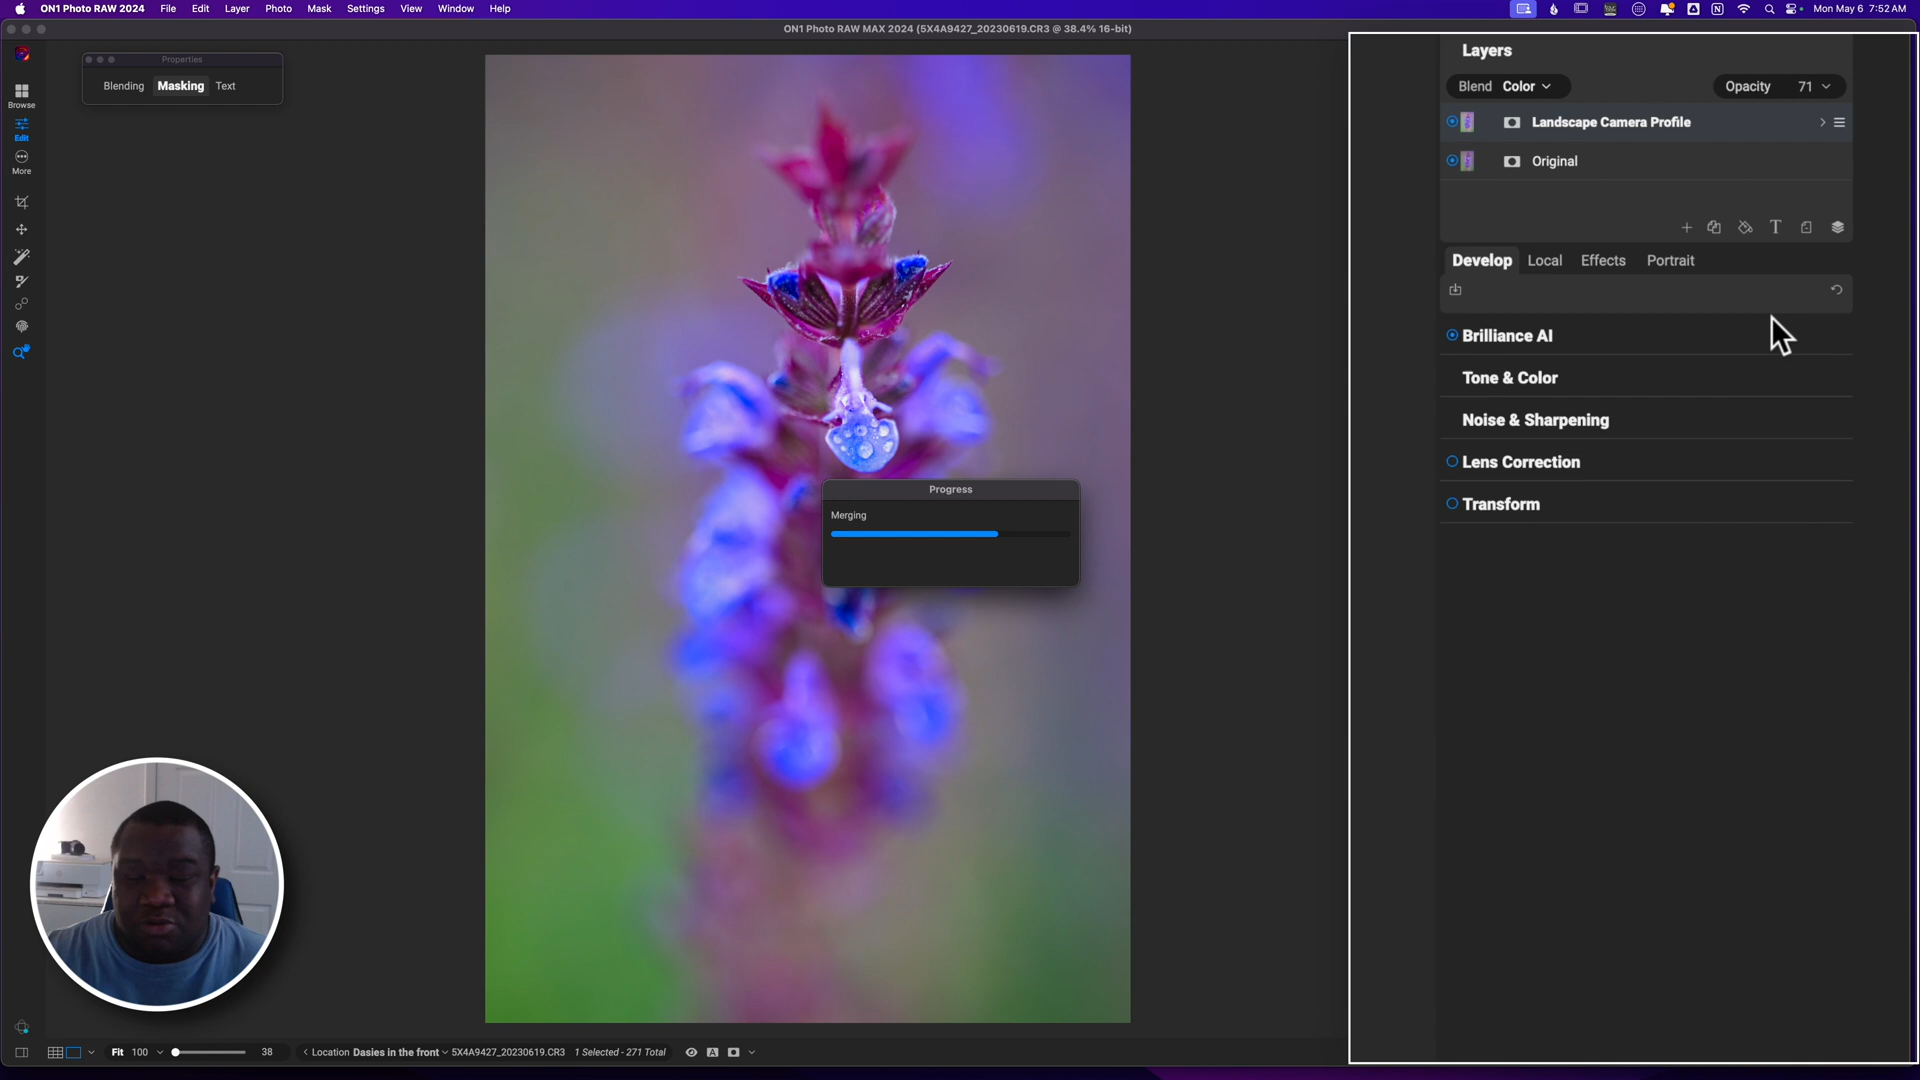 ON1 Photo RAW 2024 File Edit Layer Photo Mask Settings View Window Help
Mon May 6 7:52 AM
ON1 Photo RAW MAX 2024 (5X4A9427_20230619.CR3 @ 38.4% 16-bit)
Properties
Blending Masking Text
Browse
Edit
More
Progress
Merging
Layers
Blend Color Opacity 71
Landscape Camera Profile
Original
Develop Local Effects Portrait
Brilliance AI
Tone & Color
Noise & Sharpening
Lens Correction
Transform
Fit 100 38 Location Dasies in the front 5X4A9427_20230619.CR3 1 Selected - 271 Total